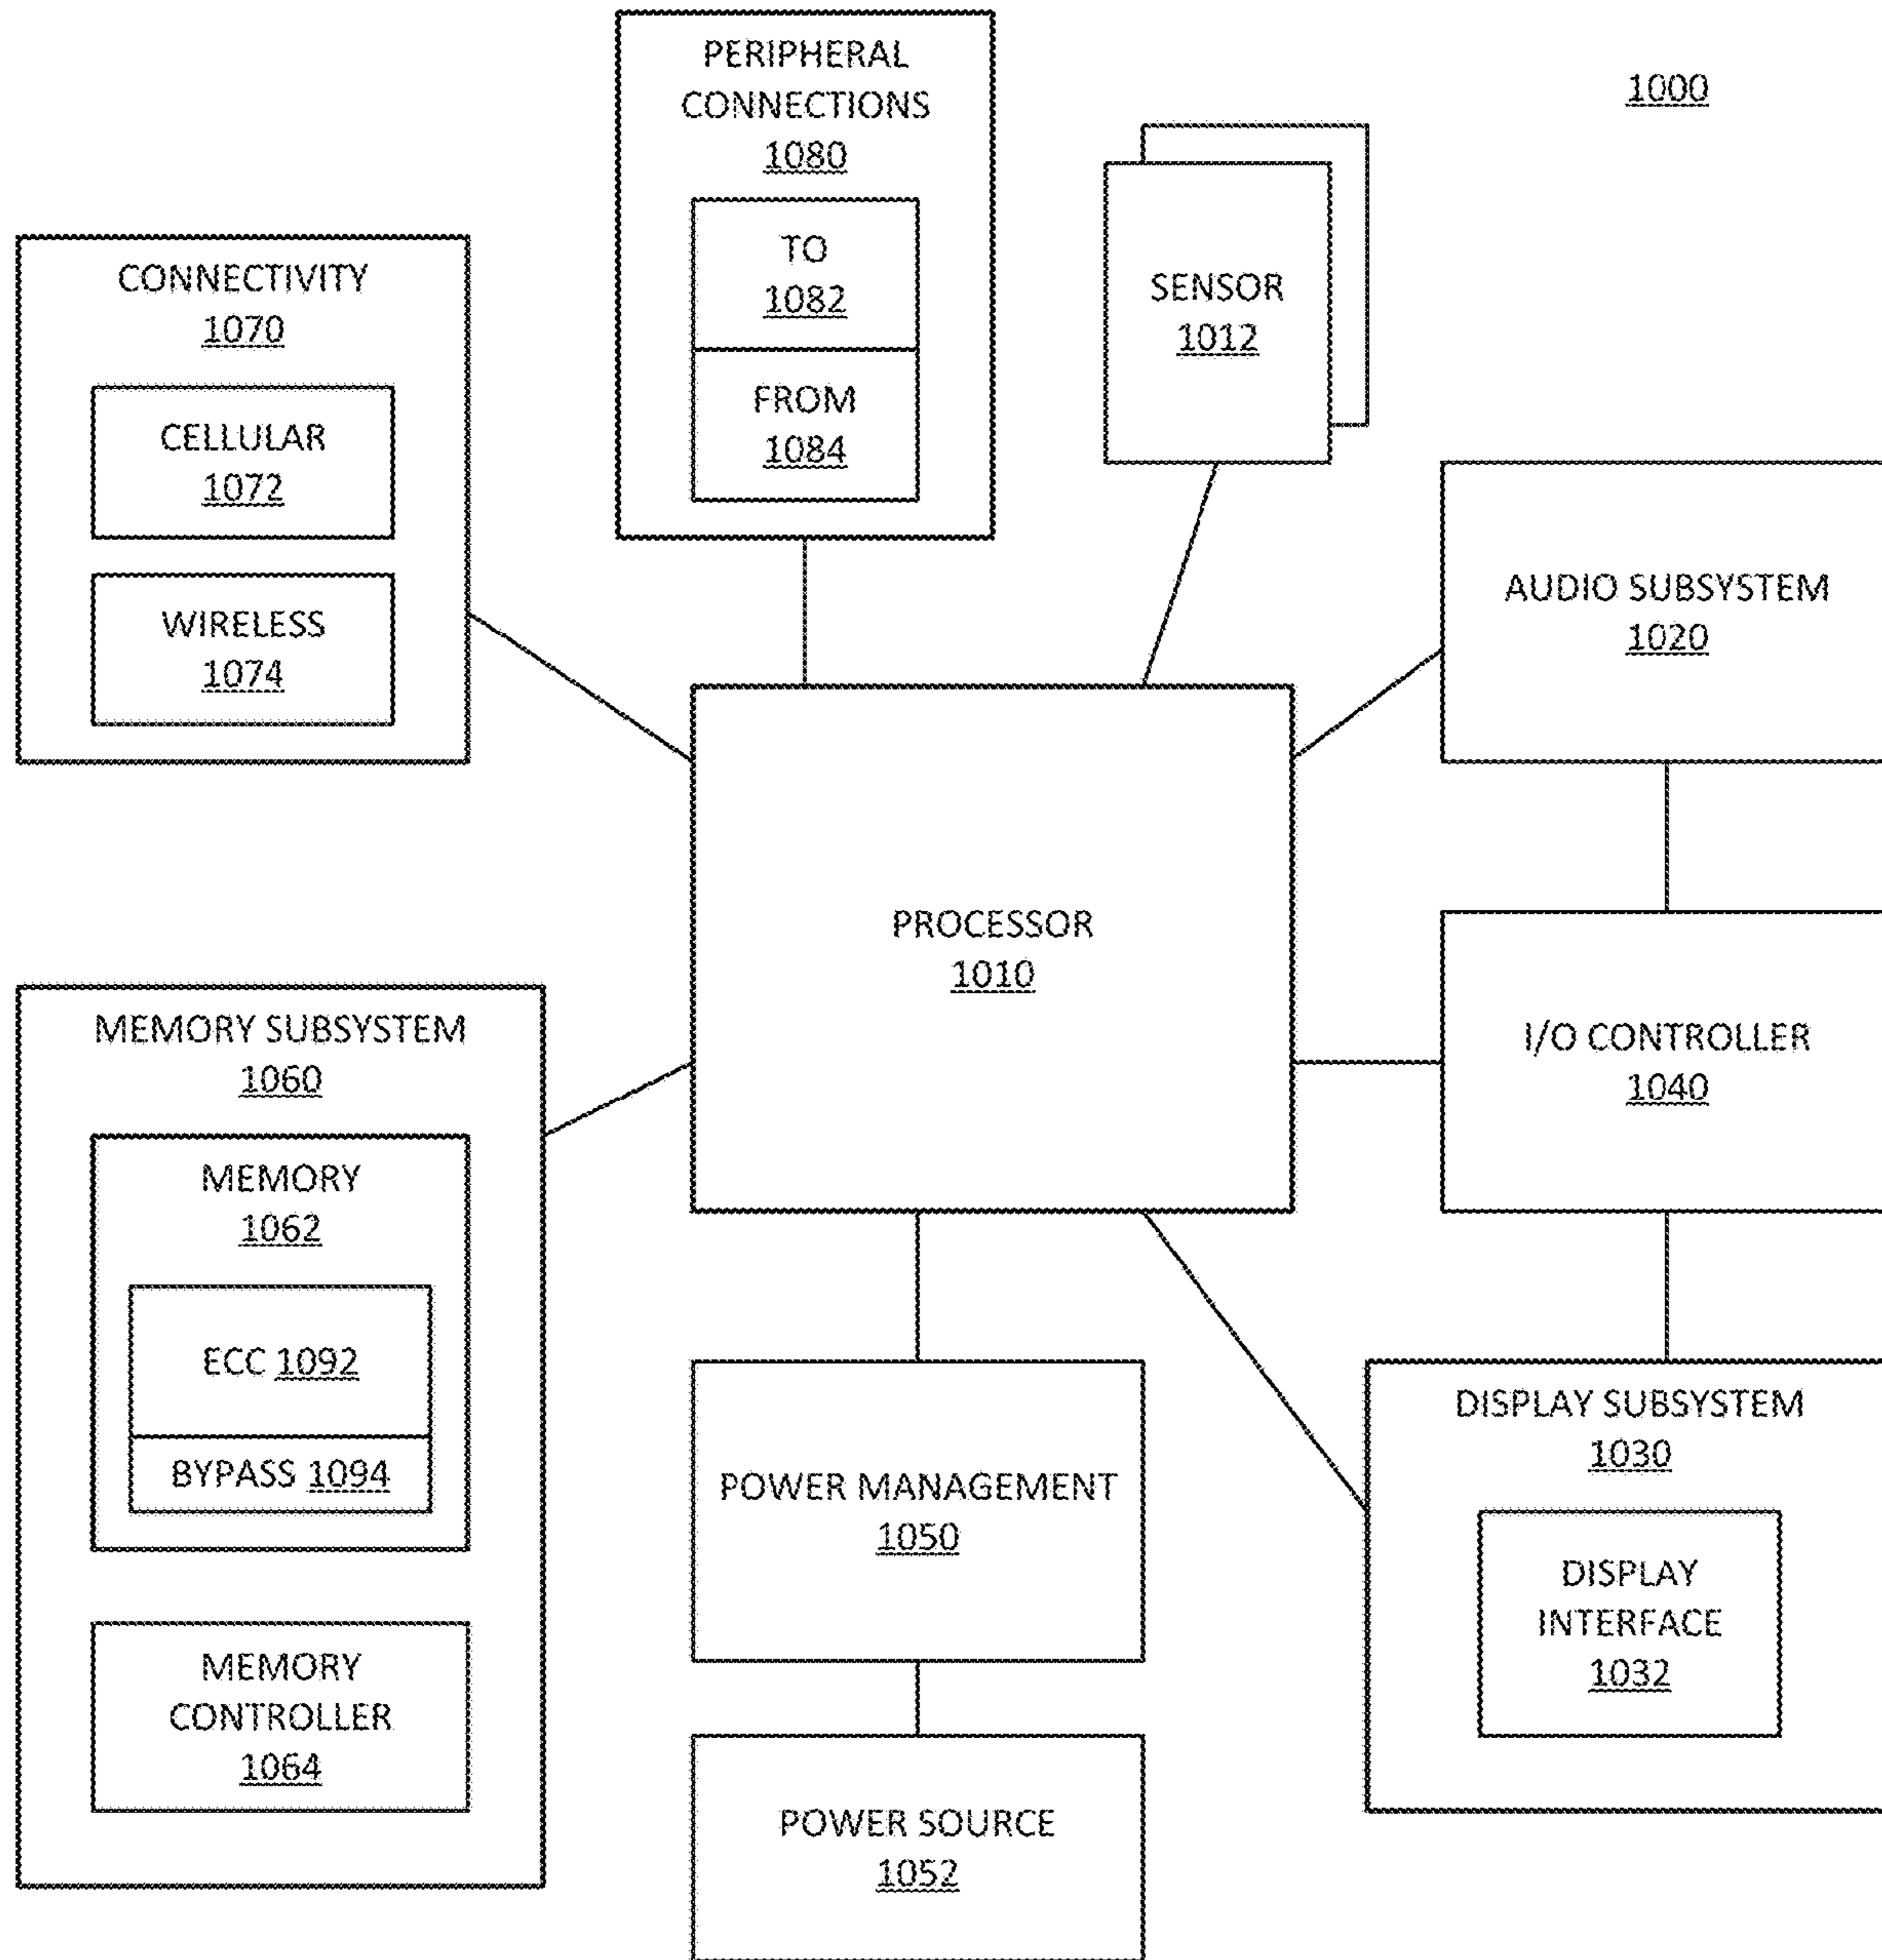 1000
PERIPHERAL
CONNECTIONS
1080
TO
1082
FROM
1084
SENSOR
1012
CONNECTIVITY
1070
CELLULAR
1072
WIRELESS
1074
AUDIO SUBSYSTEM
1020
PROCESSOR
1010
I/O CONTROLLER
1040
MEMORY SUBSYSTEM
1060
MEMORY
1062
ECC 1092
BYPASS 1094
MEMORY
CONTROLLER
1064
POWER MANAGEMENT
1050
POWER SOURCE
1052
DISPLAY SUBSYSTEM
1030
DISPLAY
INTERFACE
1032